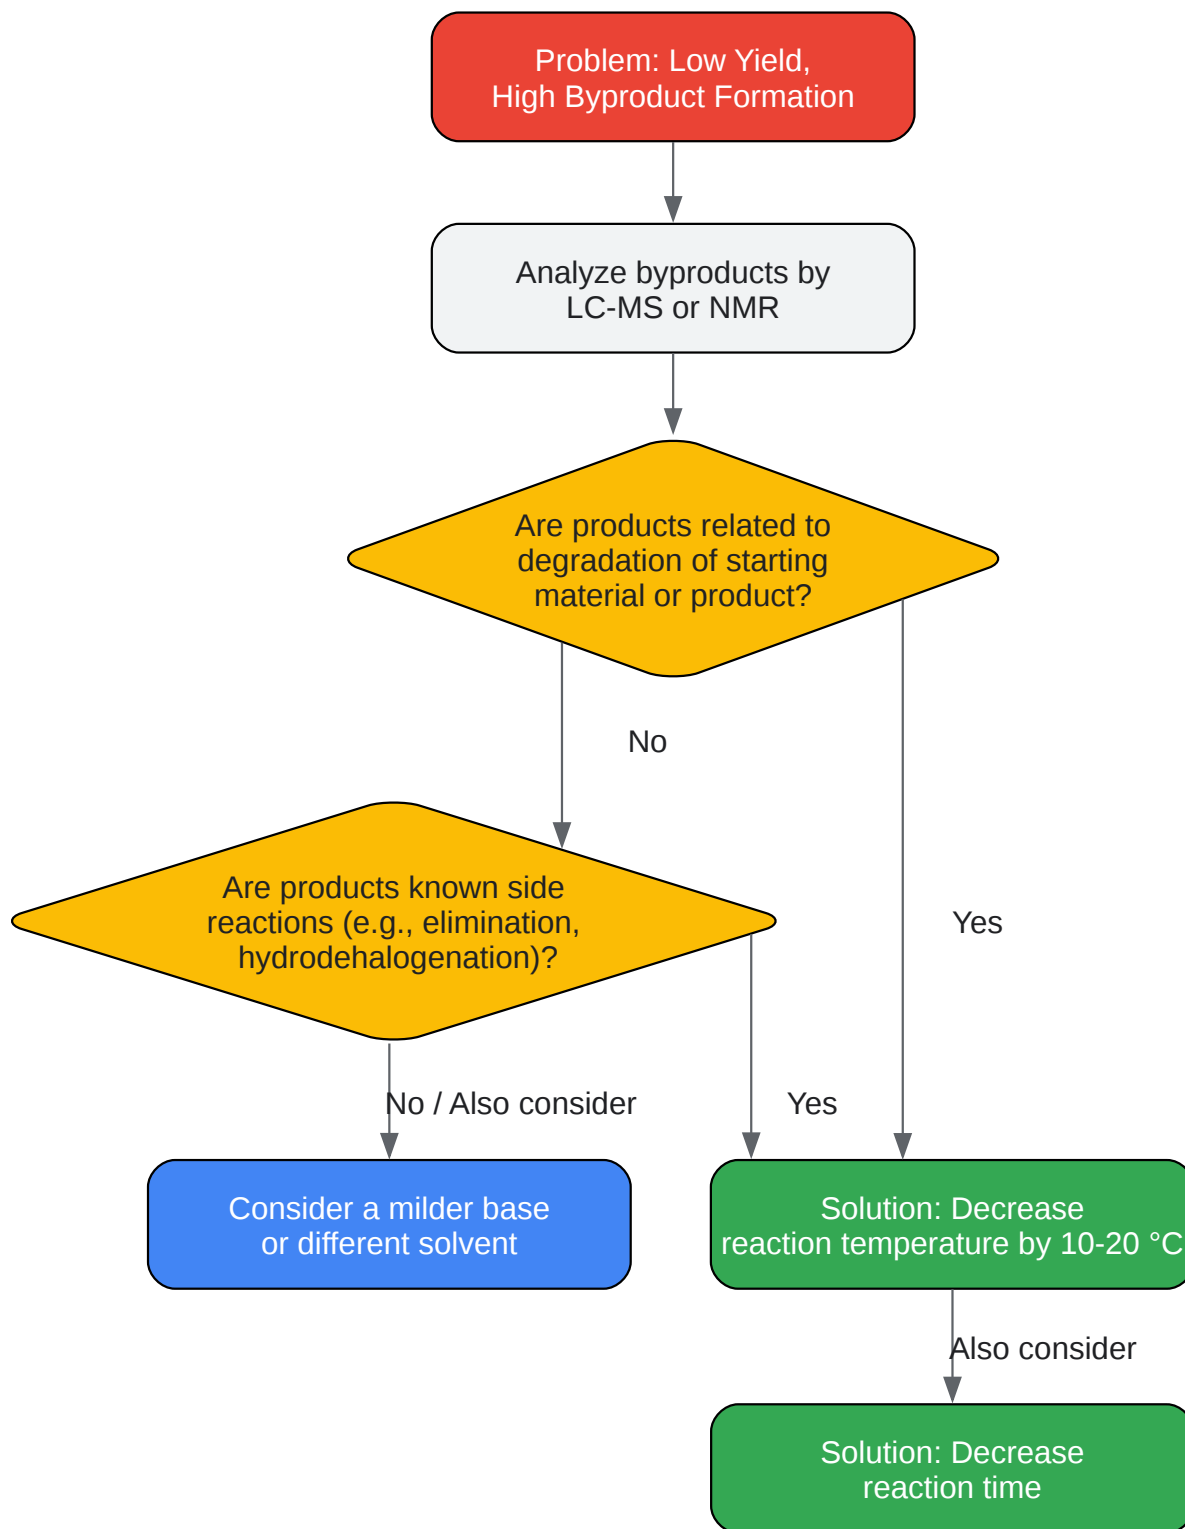 Problem: Low Yield,
High Byproduct Formation
Analyze byproducts by
LC-MS or NMR
Are products related to
degradation of starting
material or product?
No
Are products known side
reactions (e.g., elimination,
hydrodehalogenation)?
Yes
No / Also consider
Yes
Consider a milder base
or different solvent
Solution: Decrease
reaction temperature by 10-20 °C
Also consider
Solution: Decrease
reaction time